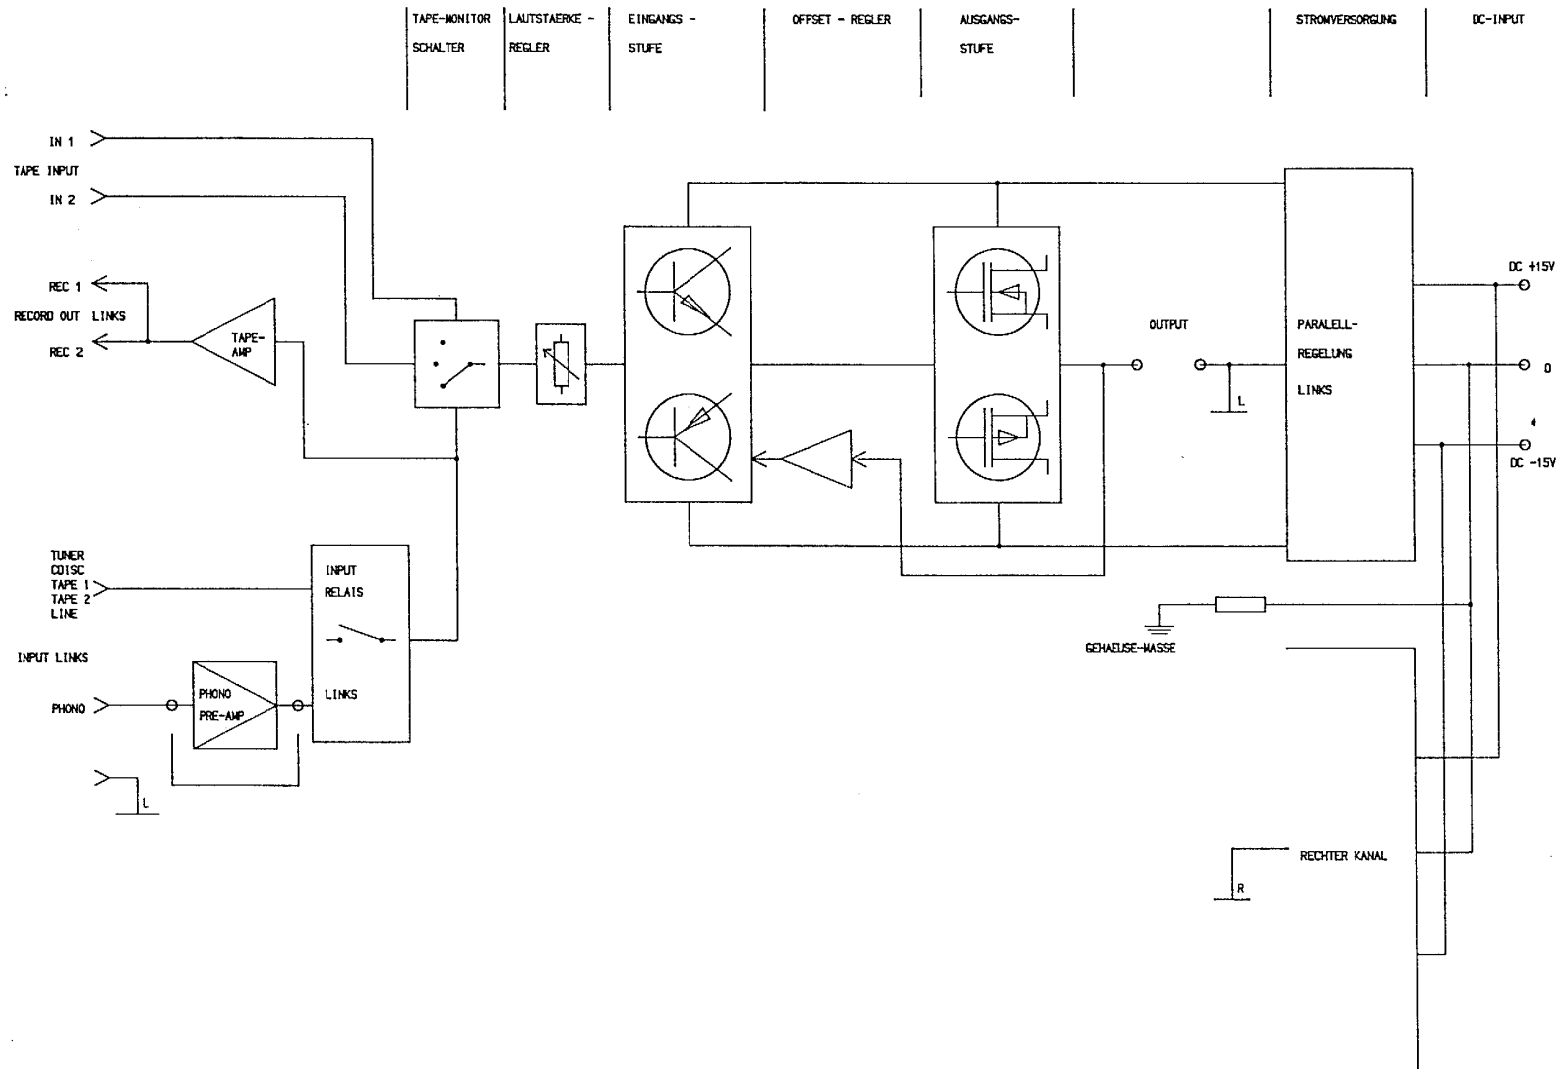 TAPE-MONITOR
SCHALTER
LAUTSTAERKE -
REGLER
EINGANGS -
STUFE
OFFSET - REGLER
AUSGANGS-
STUFE
STROMVERSORGUNG
DC-INPUT
IN 1
TAPE INPUT
IN 2
REC 1
RECORD OUT LINKS
REC 2
TAPE-
AMP
OUTPUT
L
PARALELL-
REGELUNG
LINKS
DC +15V
0
DC -15V
TUNER
CDISC
TAPE 1
TAPE 2
LINE
INPUT LINKS
PHONO
INPUT
RELAIS
LINKS
PHONO
PRE-AMP
L
GEHAEUSE-MASSE
RECHTER KANAL
R